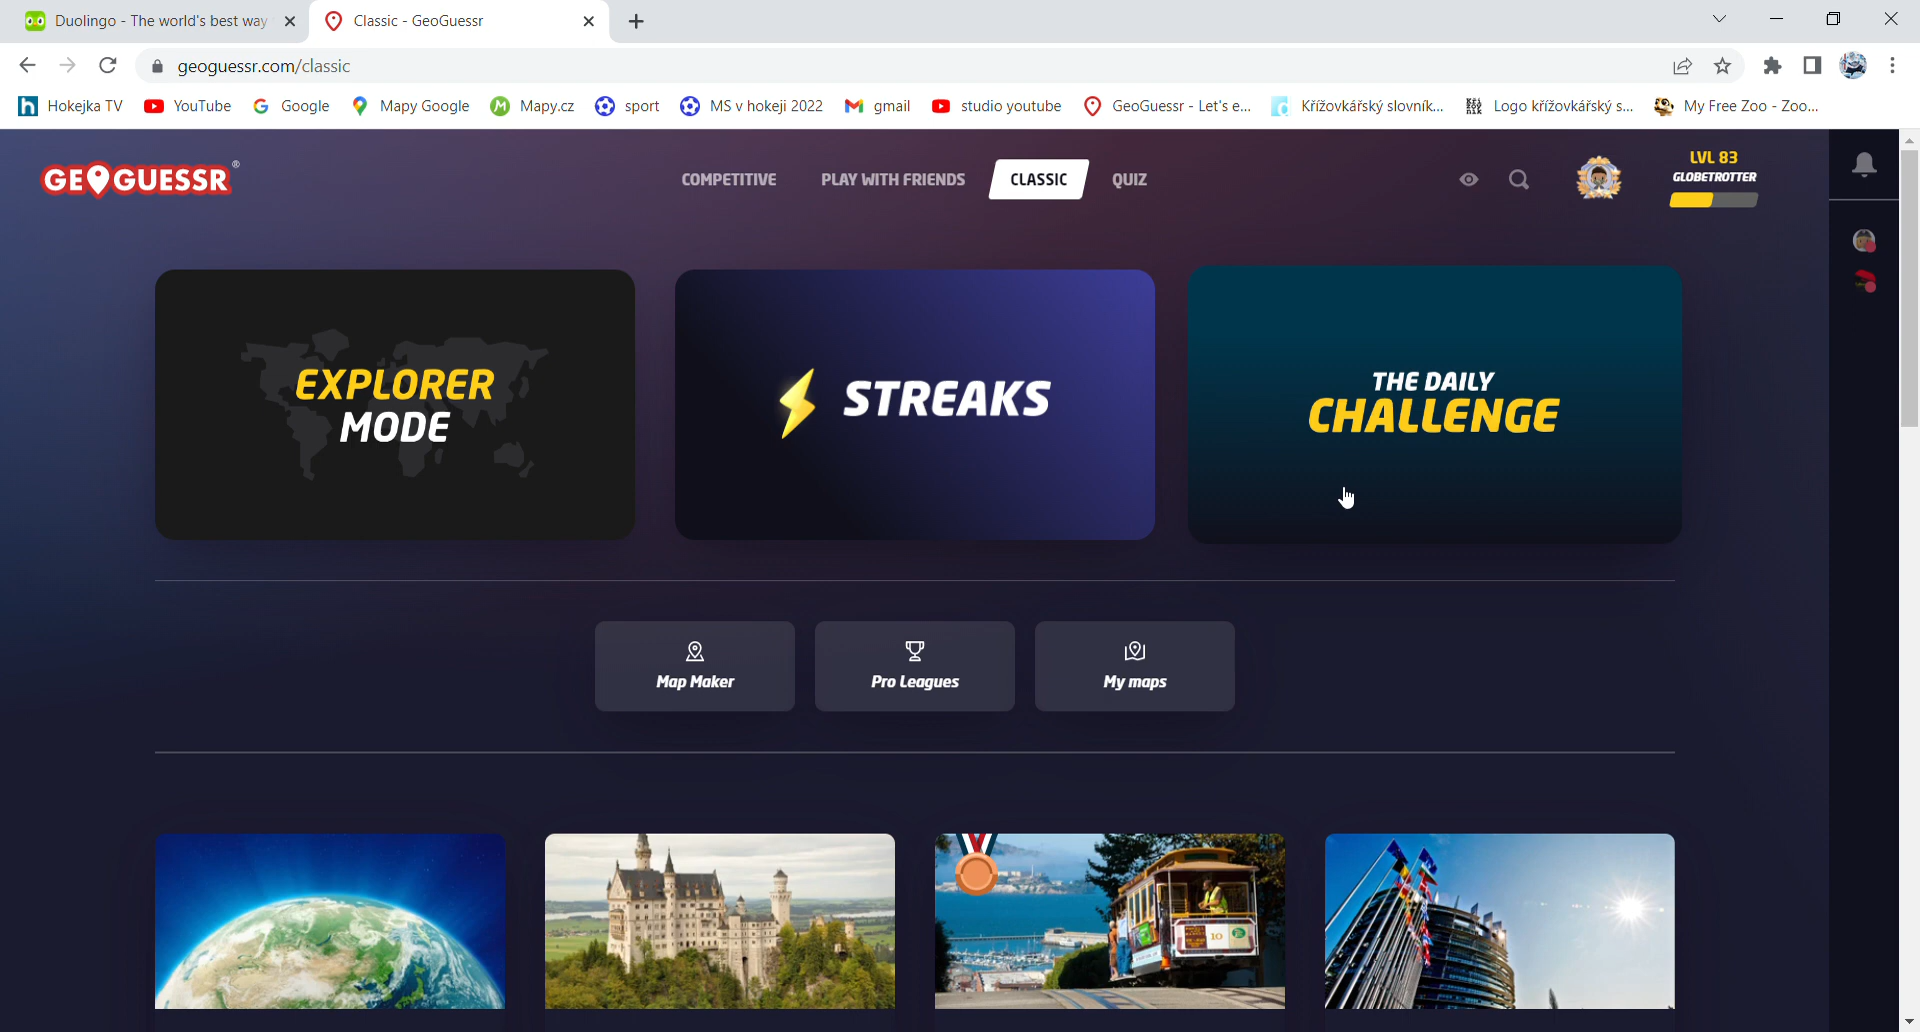 Duolingo - The world's best way
Classic - GeoGuessr
geoguessr.com/classic
Hokejka TV YouTube Google Mapy Google Mapy.cz sport MS v hokeji 2022 gmail studio youtube GeoGuessr - Let's e... Křížovkářský slovník... Logo křížovkářský s... My Free Zoo - Zoo...
GEOGUESSR®
COMPETITIVE PLAY WITH FRIENDS CLASSIC QUIZ
LVL 83
GLOBETROTTER
EXPLORER
MODE
STREAKS
THE DAILY
CHALLENGE
Map Maker
Pro Leagues
My maps
10